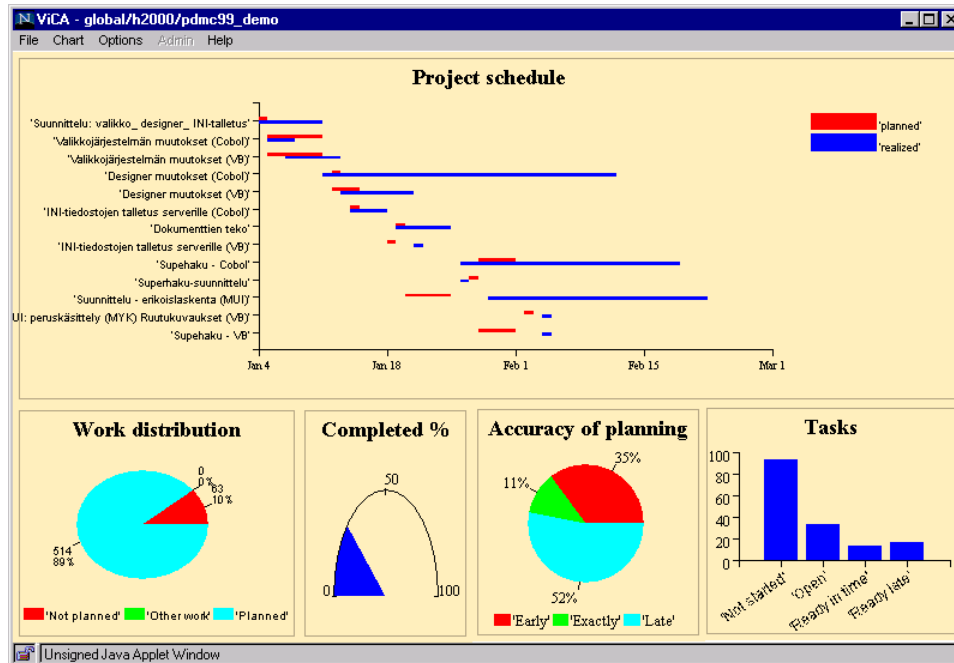 ViCA - global/h2000/pdmc99_demo
File Chart Options Admin Help
Project schedule
'Suunnittelu: valikko_ designer_ INI-talletus'
'Valikkojärjestelmän muutokset (Cobol)'
'Valikkojärjestelmän muutokset (VB)'
'Designer muutokset (Cobol)'
'Designer muutokset (VB)'
'INI-tiedostojen talletus serverille (Cobol)'
'Dokumenttien teko'
'INI-tiedostojen talletus serverille (VB)'
'Supehaku - Cobol'
'Superhaku-suunnittelu'
'Suunnittelu - erikoislaskenta (MUI)'
UI: peruskäsittely (MYK) Ruutukuvaukset (VB)'
'Supehaku - VB'
Jan 4 Jan 18 Feb 1 Feb 15 Mar 1
'planned'
'realized'
Work distribution
0
0%
63
10%
514
89%
'Not planned' 'Other work' 'Planned'
Completed %
50
0 100
Accuracy of planning
35%
11%
52%
'Early' 'Exactly' 'Late'
Tasks
100
80
60
40
20
0
'Not started' 'Open' 'Ready in time' 'Ready late'
Unsigned Java Applet Window